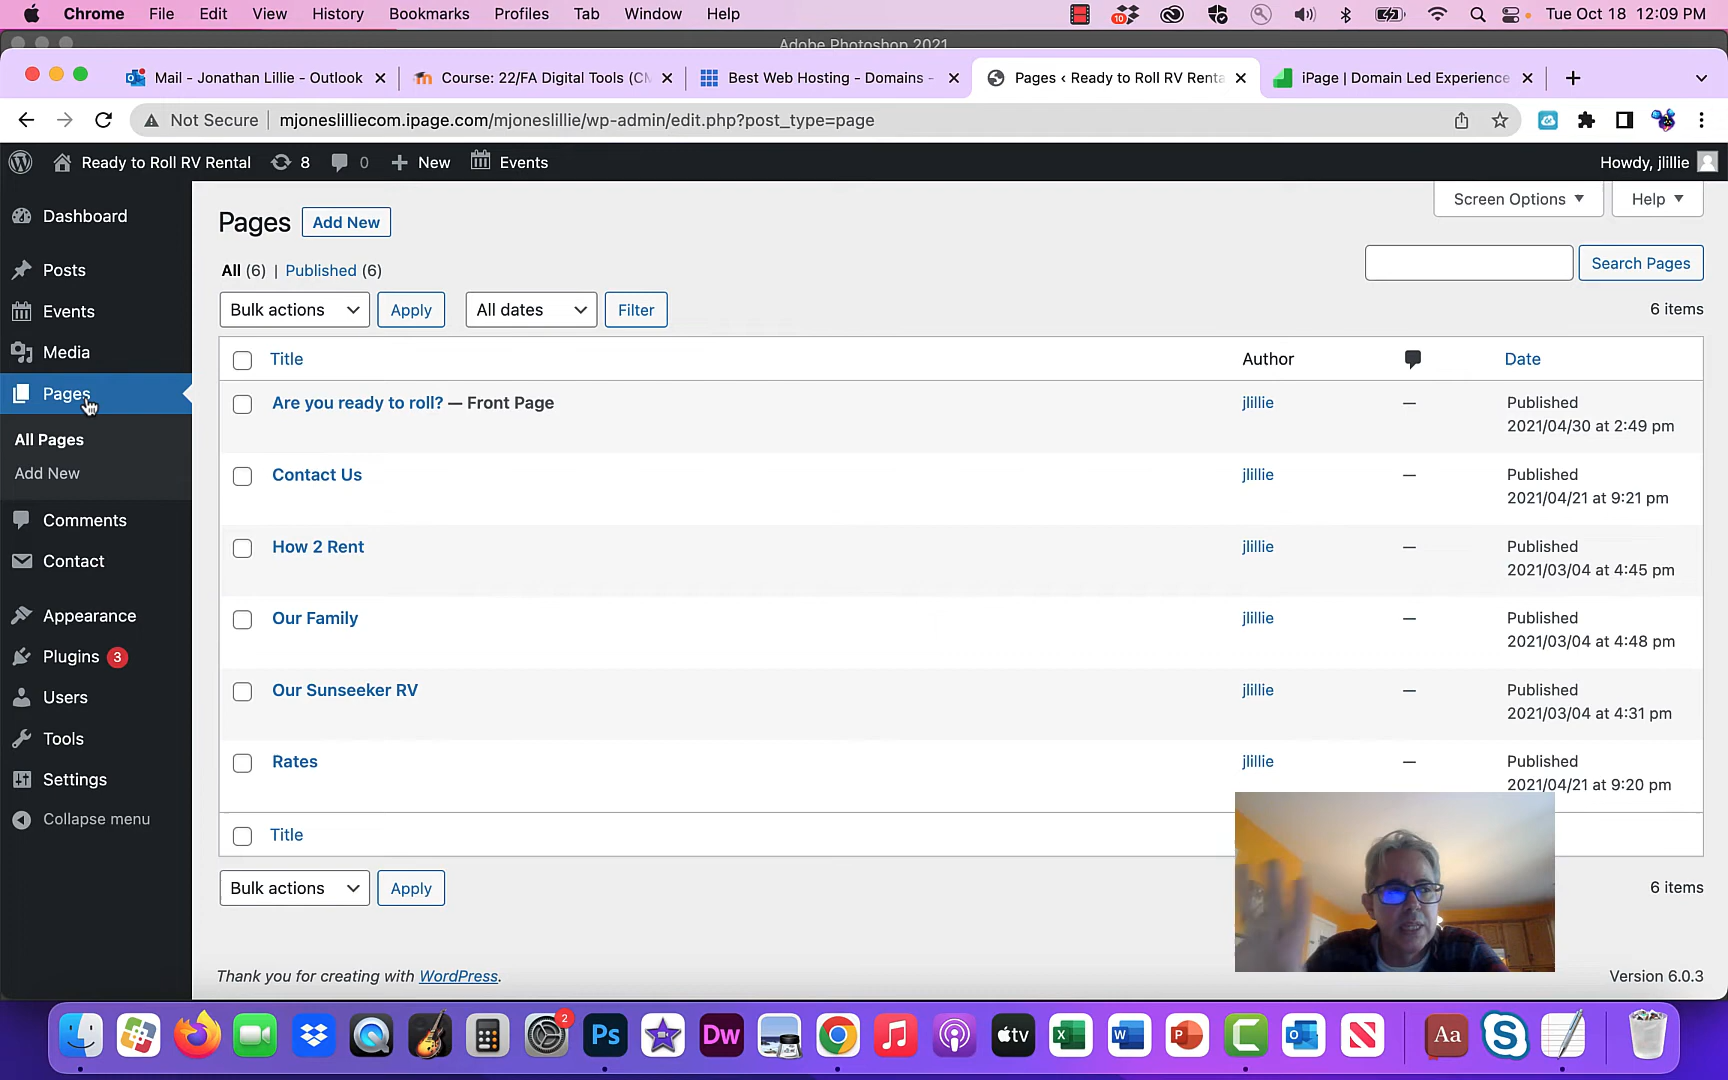 Chrome File Edit View History Bookmarks Profiles Tab Window Help 10 Tue Oct 18 12:09 PM
Adobe Photoshop 2021
Mail - Jonathan Lillie - Outlook Course: 22/FA Digital Tools (CM Best Web Hosting - Domains - Pages ‹ Ready to Roll RV Renta iPage | Domain Led Experience
Not Secure mjoneslilliecom.ipage.com/mjoneslillie/wp-admin/edit.php?post_type=page
Ready to Roll RV Rental 8 0 + New Events Howdy, jlillie
Dashboard
Posts
Events
Media
Pages
All Pages
Add New
Comments
Contact
Appearance
Plugins 3
Users
Tools
Settings
Collapse menu
Screen Options Help
Pages Add New
All (6) | Published (6)
Search Pages
Bulk actions Apply All dates Filter 6 items
Title Author Date
Are you ready to roll? — Front Page jlillie — Published
2021/04/30 at 2:49 pm
Contact Us jlillie — Published
2021/04/21 at 9:21 pm
How 2 Rent jlillie — Published
2021/03/04 at 4:45 pm
Our Family jlillie — Published
2021/03/04 at 4:48 pm
Our Sunseeker RV jlillie — Published
2021/03/04 at 4:31 pm
Rates jlillie — Published
2021/04/21 at 9:20 pm
Title
Bulk actions Apply 6 items
Thank you for creating with WordPress. Version 6.0.3
2 Ps Dw tv Aa